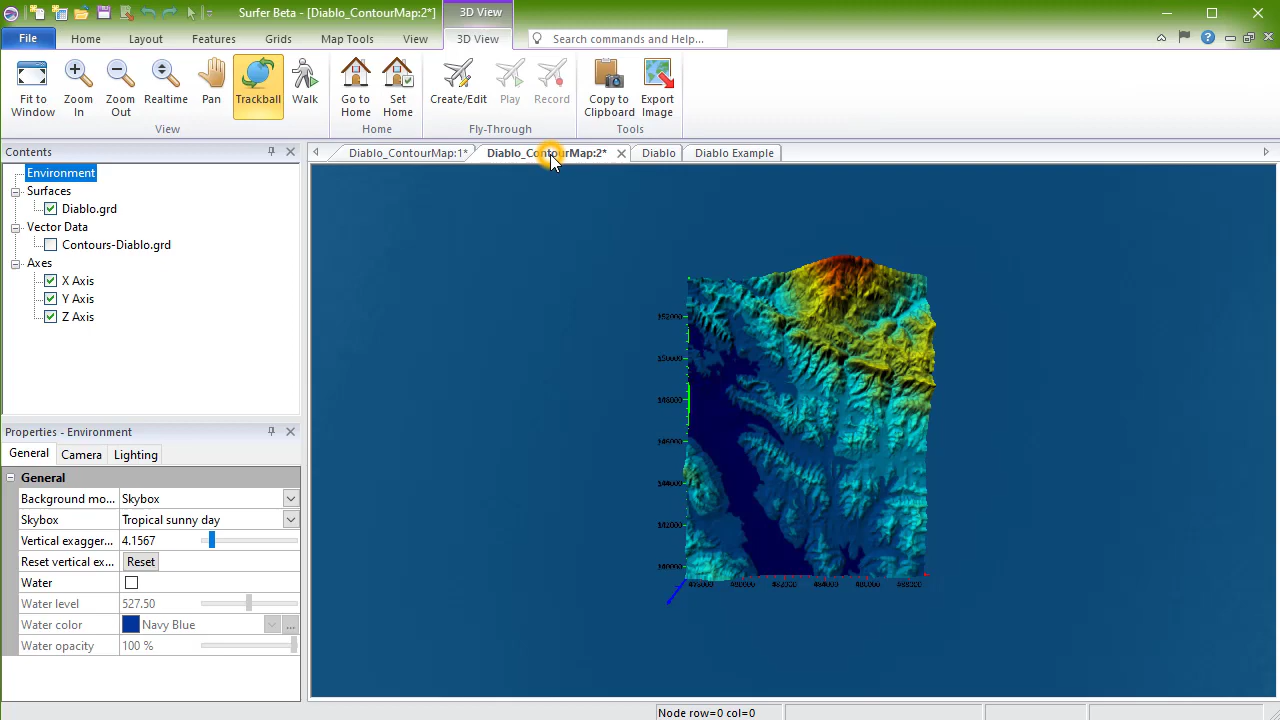 Surfer Beta - [Diablo_ContourMap:2*]
3D View
File Home Layout Features Grids Map Tools View 3D View Search commands and Help...
Fit to Window
Zoom In
Zoom Out
Realtime
Pan
Trackball
Walk
Go to Home
Set Home
Create/Edit
Play
Record
Copy to Clipboard
Export Image
View Home Fly-Through Tools
Contents
Diablo_ContourMap:1* Diablo_ContourMap:2* Diablo Diablo Example
Environment
Surfaces
Diablo.grd
Vector Data
Contours-Diablo.grd
Axes
X Axis
Y Axis
Z Axis
Properties - Environment
General Camera Lighting
General
Background mo... Skybox
Skybox Tropical sunny day
Vertical exagger... 4.1567
Reset vertical ex... Reset
Water
Water level 527.50
Water color Navy Blue ...
Water opacity 100 %
Node row=0 col=0